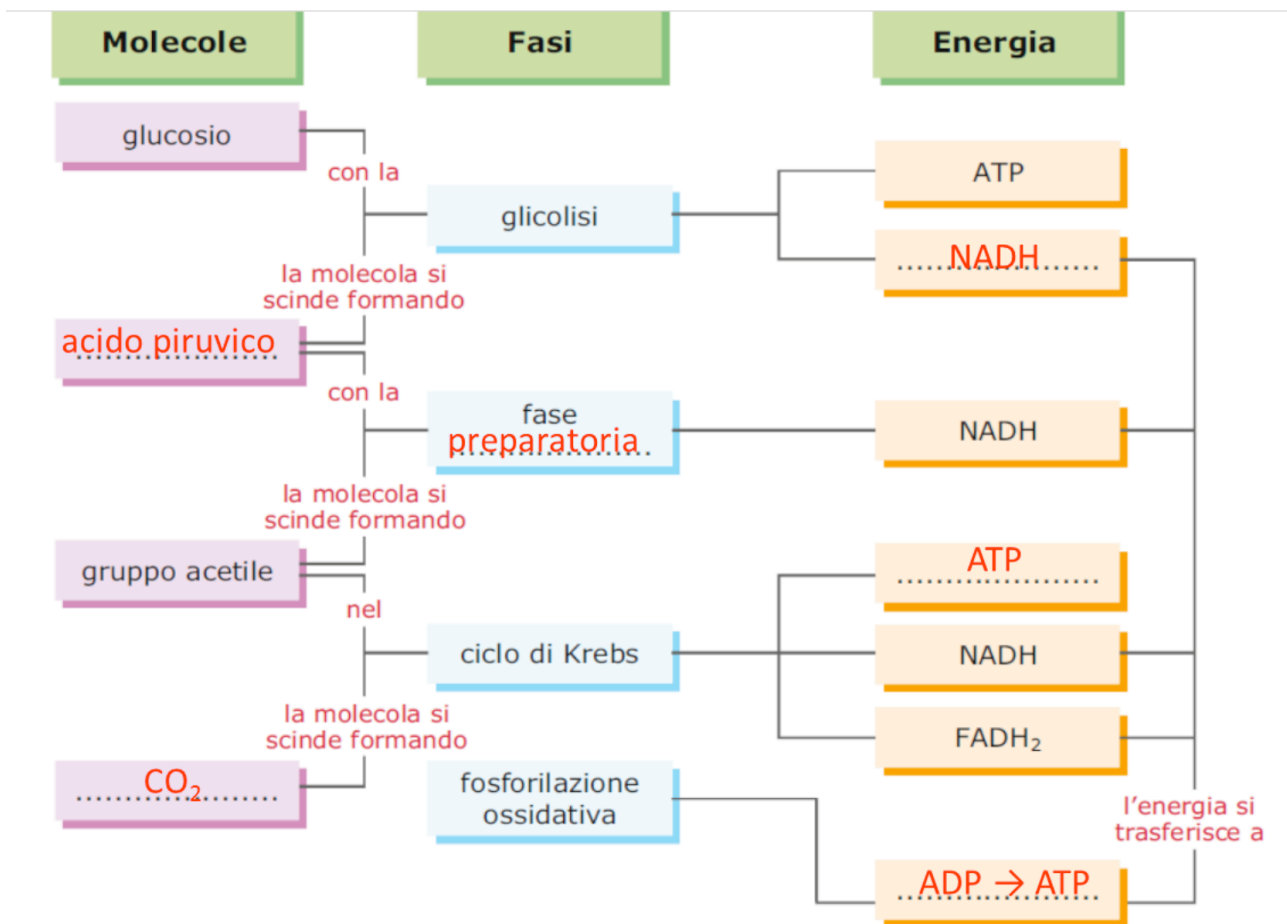 Molecole
Fasi
Energia
glucosio
con la
glicolisi
ATP
NADH
la molecola si
scinde formando
acido piruvico
con la
fase
preparatoria
NADH
la molecola si
scinde formando
gruppo acetile
nel
ciclo di Krebs
ATP
NADH
FADH₂
la molecola si
scinde formando
CO₂
fosforilazione
ossidativa
l'energia si
trasferisce a
ADP → ATP